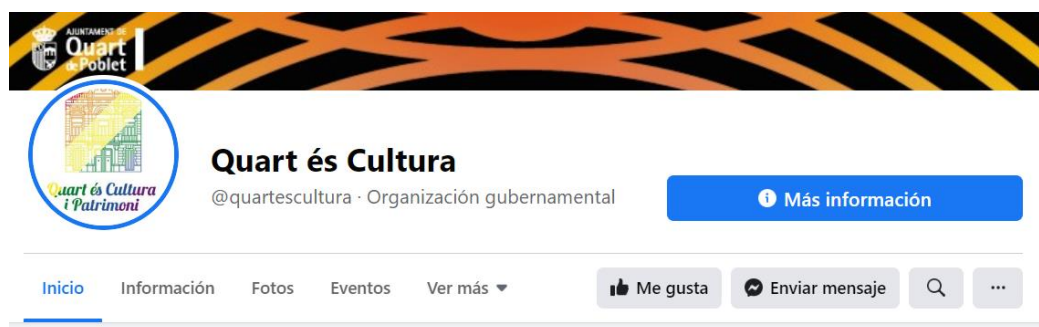 AJUNTAMENT DE
Quart
de Poblet
Quart és Cultura
i Patrimoni
Quart és Cultura
@quartescultura · Organización gubernamental
Más información
Inicio Información Fotos Eventos Ver más
Me gusta Enviar mensaje ...